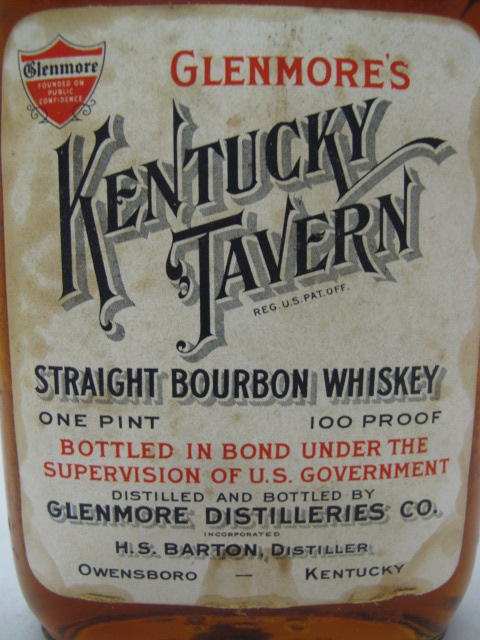 Glenmore
FOUNDED ON
PUBLIC
CONFIDENCE
GLENMORE'S
KENTUCKY
TAVERN
REG. U.S. PAT. OFF.
STRAIGHT BOURBON WHISKEY
ONE PINT 100 PROOF
BOTTLED IN BOND UNDER THE
SUPERVISION OF U.S. GOVERNMENT
DISTILLED AND BOTTLED BY
GLENMORE DISTILLERIES CO.
INCORPORATED
H.S. BARTON, DISTILLER
OWENSBORO — KENTUCKY